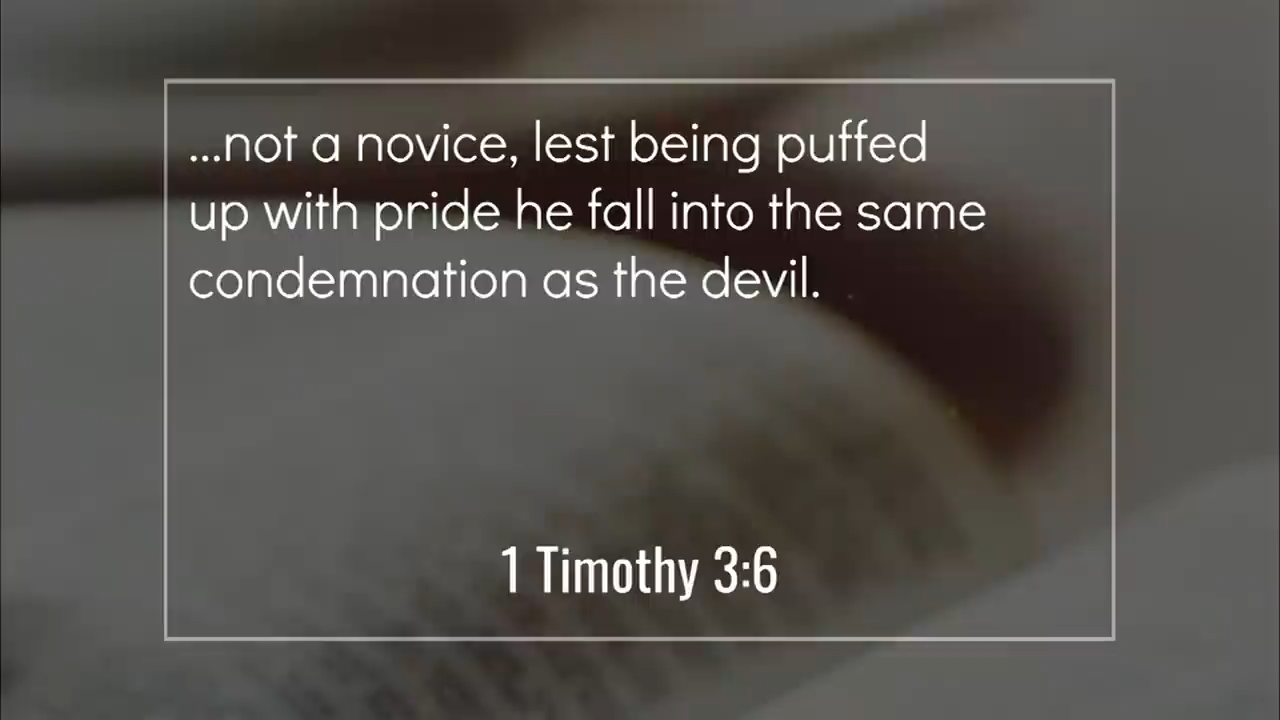 ...not a novice, lest being puffed
up with pride he fall into the same
condemnation as the devil.
1 Timothy 3:6